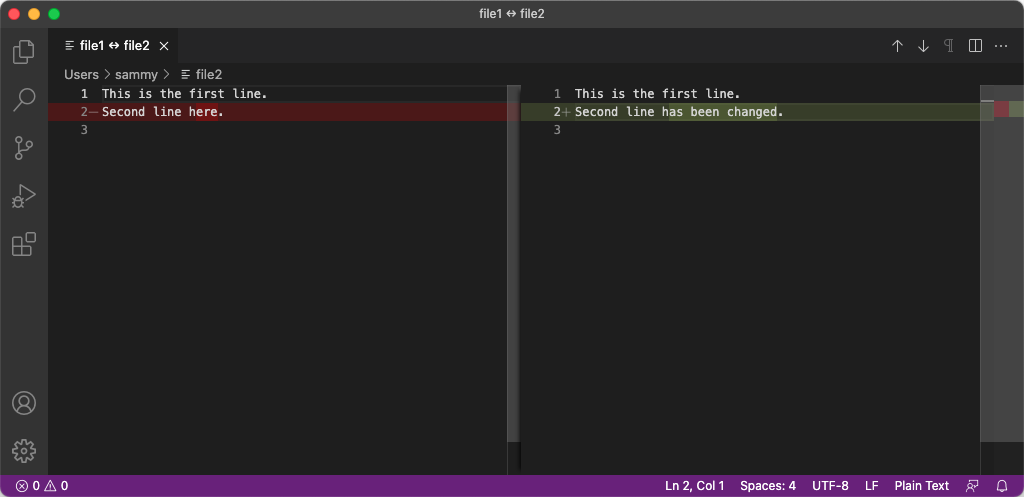 file1 ↔ file2
file1 ↔ file2
Users > sammy > file2
1 This is the first line.
2 — Second line here.
3
1 This is the first line.
2 + Second line has been changed.
3
0 0 Ln 2, Col 1 Spaces: 4 UTF-8 LF Plain Text